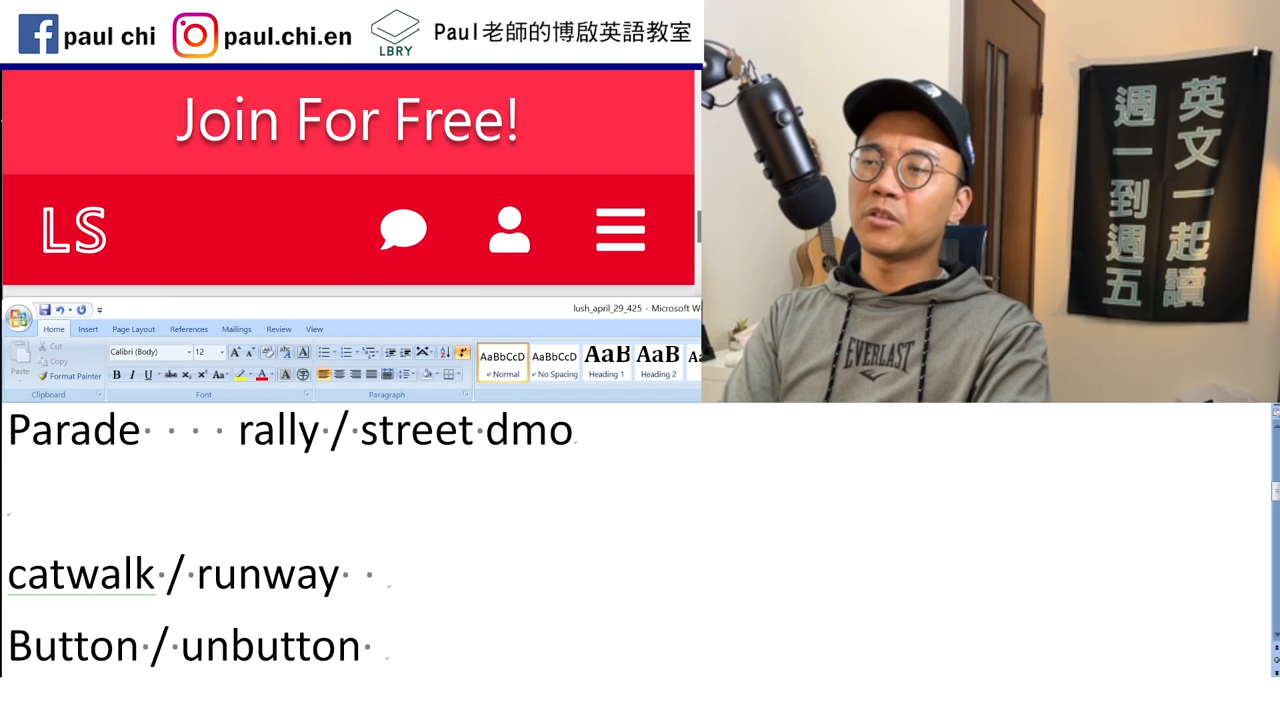 paul chi
paul.chi.en
LBRY
Paul老師的博啟英語教室
Join For Free!
LS
lush_april_29_425 - Microsoft W
Home Insert Page Layout References Mailings Review View
Cut
Copy
Format Painter
Paste
Calibri (Body) 12
AaBbCcD AaBbCcD AaB AaB
Normal No Spacing Heading 1 Heading 2
Clipboard Font Paragraph
Parade rally / street dmo
catwalk / runway
Button / unbutton
英文一起讀
週一到週五
EVERLAST